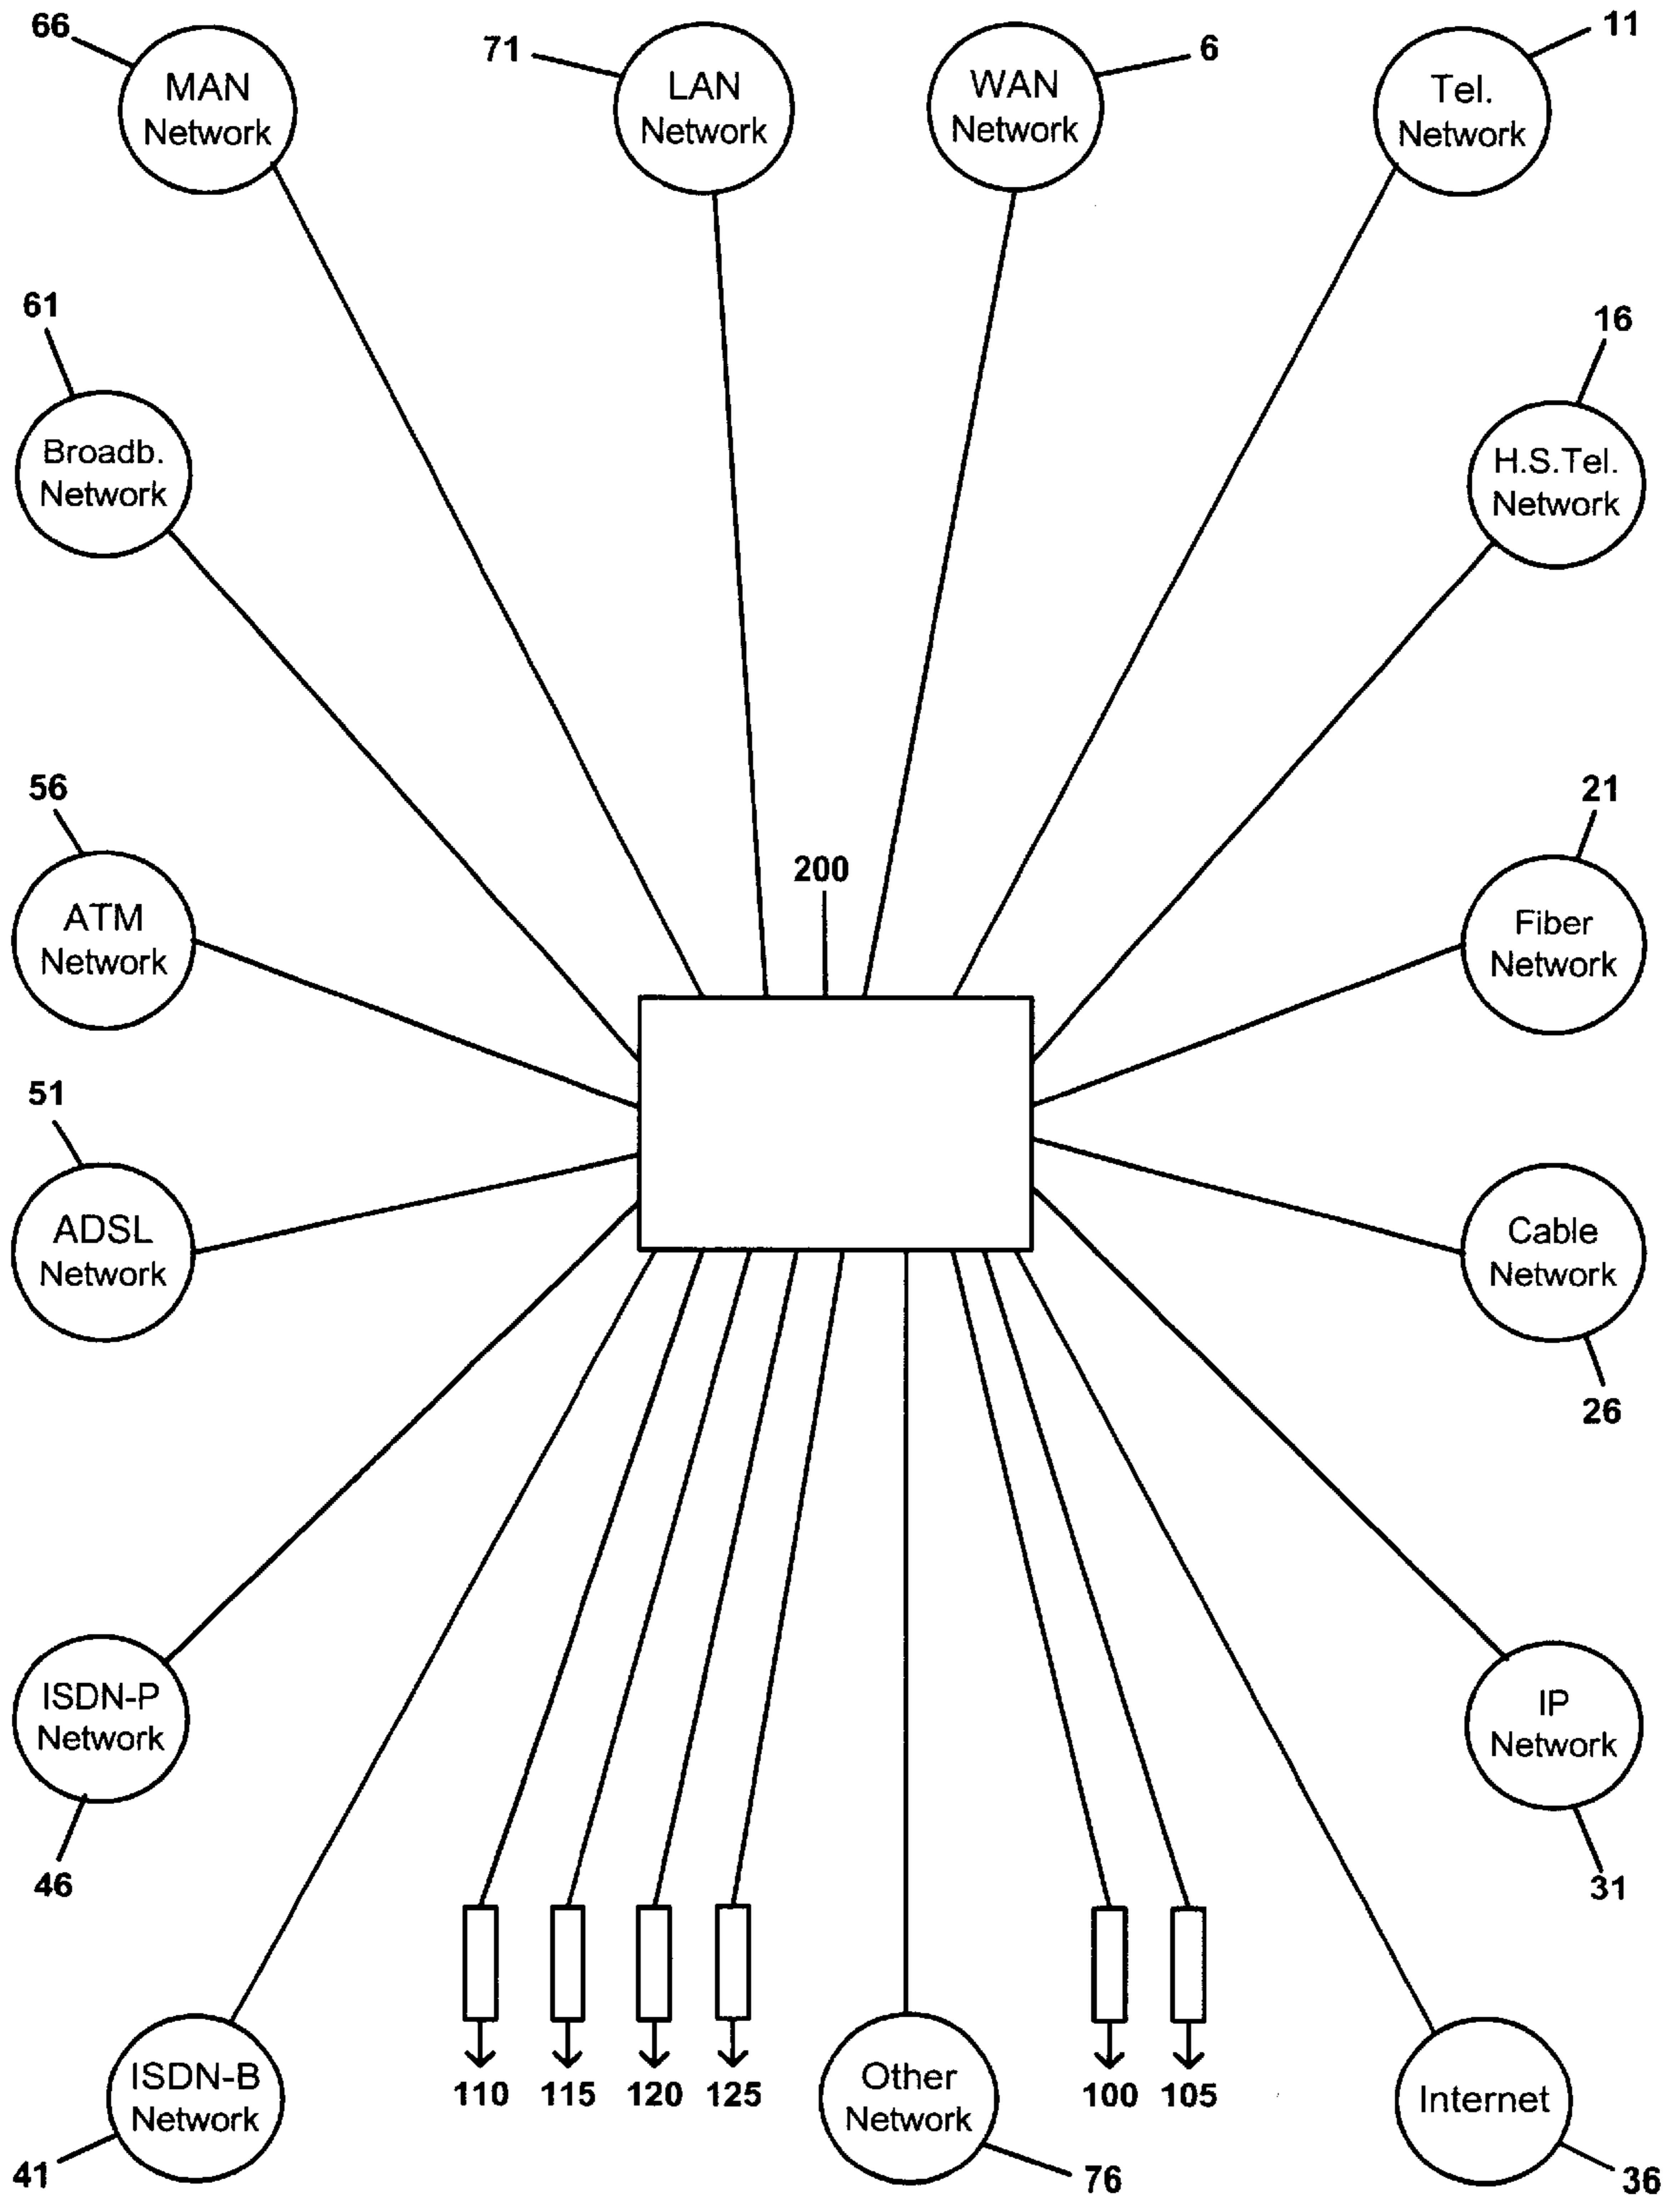 66
MAN
Network
71
LAN
Network
WAN
Network
6
Tel.
Network
11
61
Broadb.
Network
16
H.S.Tel.
Network
56
ATM
Network
200
21
Fiber
Network
51
ADSL
Network
Cable
Network
26
ISDN-P
Network
46
IP
Network
31
ISDN-B
Network
41
110
115
120
125
Other
Network
76
100
105
Internet
36